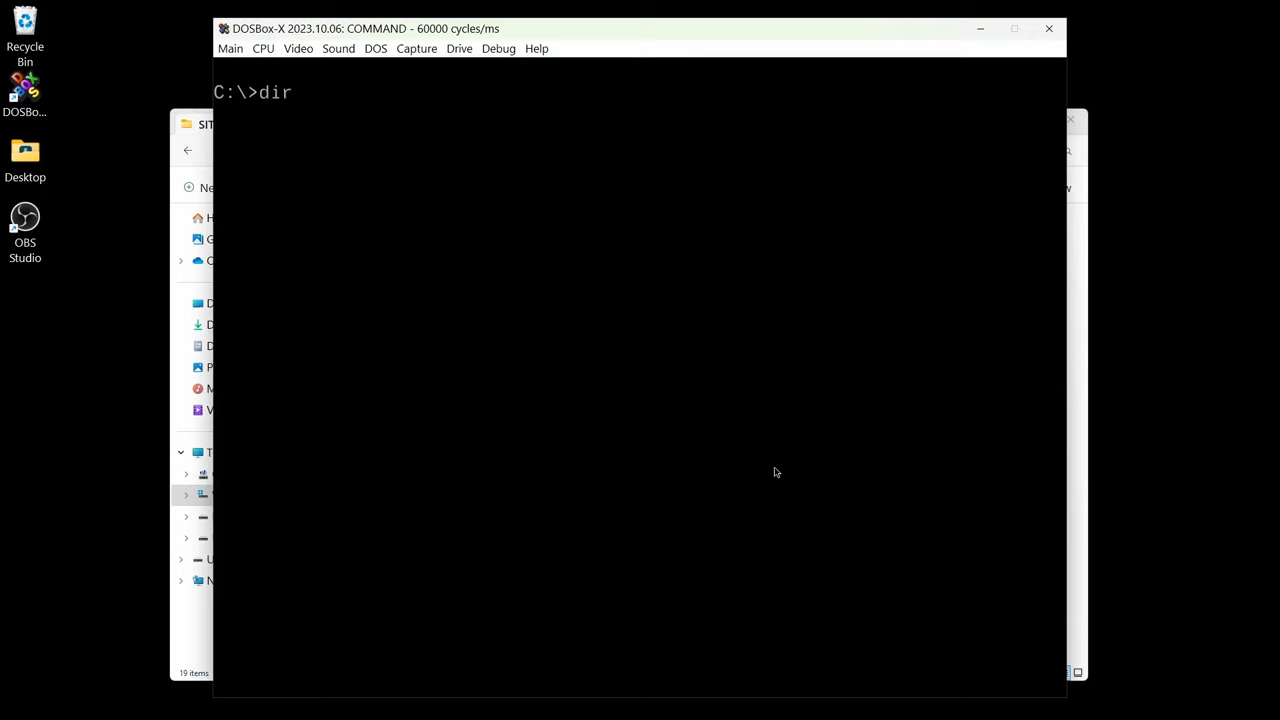 Recycle
Bin
DOSBo...
Desktop
OBS
Studio
DOSBox-X 2023.10.06: COMMAND - 60000 cycles/ms
Main CPU Video Sound DOS Capture Drive Debug Help
C:\>dir
19 items